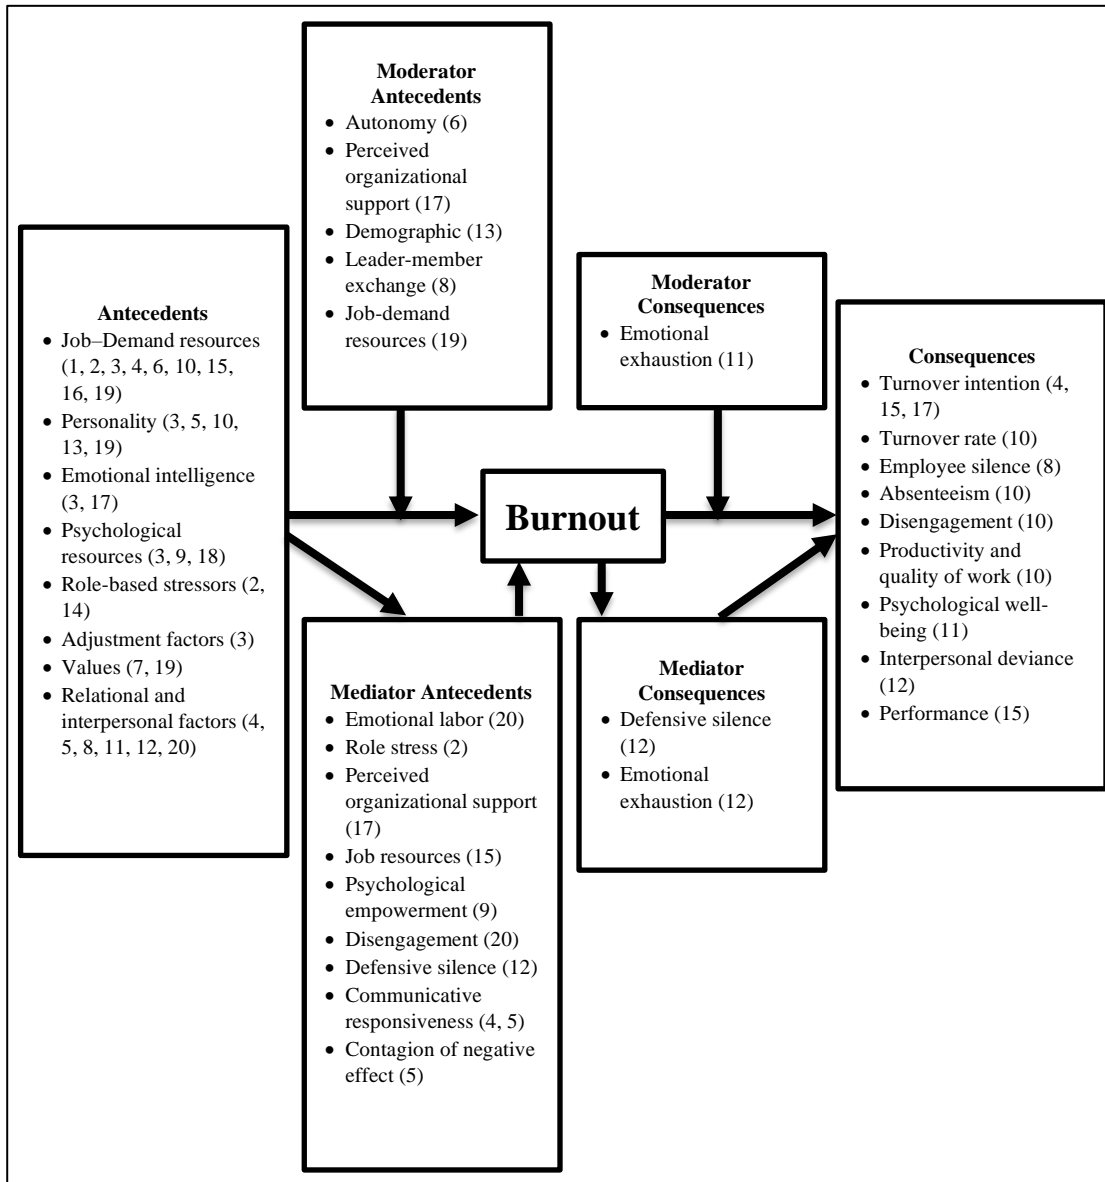 Moderator
Antecedents
• Autonomy (6)
• Perceived
organizational
support (17)
• Demographic (13)
• Leader-member
exchange (8)
• Job-demand
resources (19)
Antecedents
• Job–Demand resources
(1, 2, 3, 4, 6, 10, 15,
16, 19)
• Personality (3, 5, 10,
13, 19)
• Emotional intelligence
(3, 17)
• Psychological
resources (3, 9, 18)
• Role-based stressors (2,
14)
• Adjustment factors (3)
• Values (7, 19)
• Relational and
interpersonal factors (4,
5, 8, 11, 12, 20)
Moderator
Consequences
• Emotional
exhaustion (11)
Burnout
Consequences
• Turnover intention (4,
15, 17)
• Turnover rate (10)
• Employee silence (8)
• Absenteeism (10)
• Disengagement (10)
• Productivity and
quality of work (10)
• Psychological well-
being (11)
• Interpersonal deviance
(12)
• Performance (15)
Mediator Antecedents
• Emotional labor (20)
• Role stress (2)
• Perceived
organizational support
(17)
• Job resources (15)
• Psychological
empowerment (9)
• Disengagement (20)
• Defensive silence (12)
• Communicative
responsiveness (4, 5)
• Contagion of negative
effect (5)
Mediator
Consequences
• Defensive silence
(12)
• Emotional
exhaustion (12)